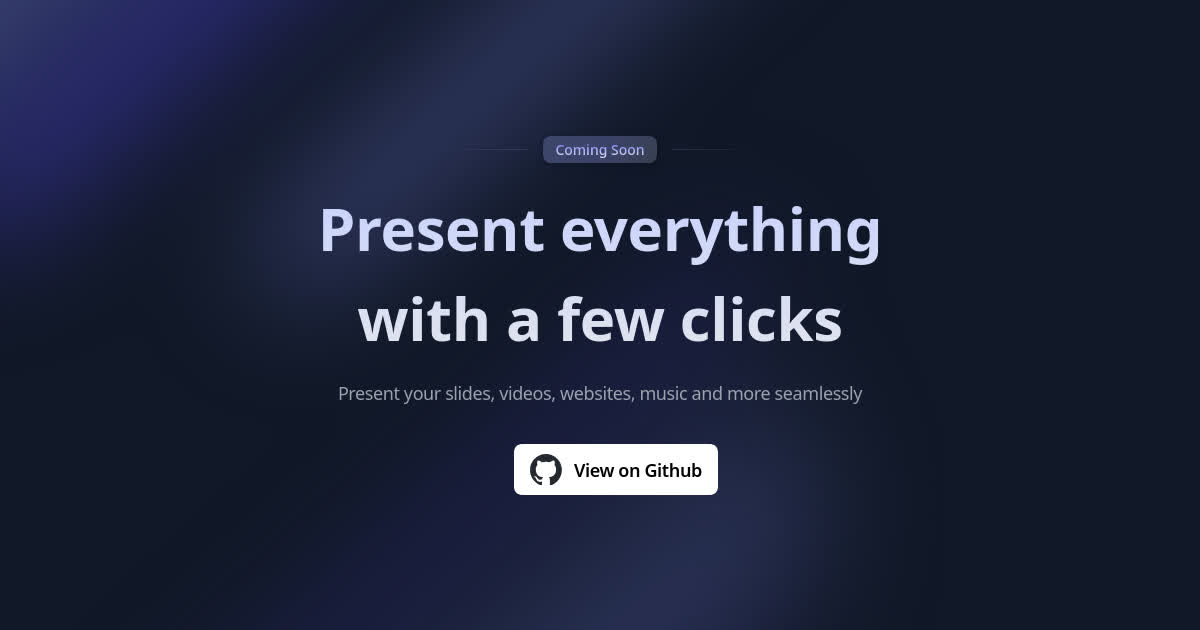 Coming Soon
Present everything
with a few clicks
Present your slides, videos, websites, music and more seamlessly
View on Github